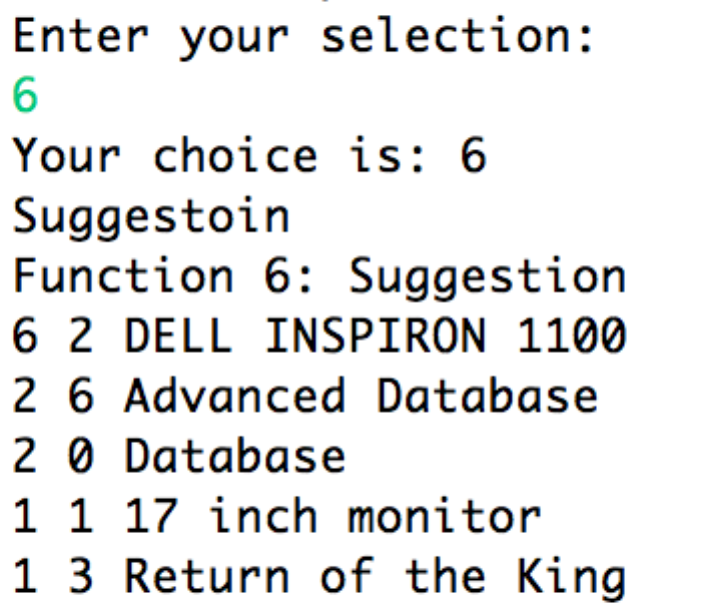 Enter your selection:
6
Your choice is: 6
Suggestoin
Function 6: Suggestion
6 2 DELL INSPIRON 1100
2 6 Advanced Database
2 0 Database
1 1 17 inch monitor
1 3 Return of the King